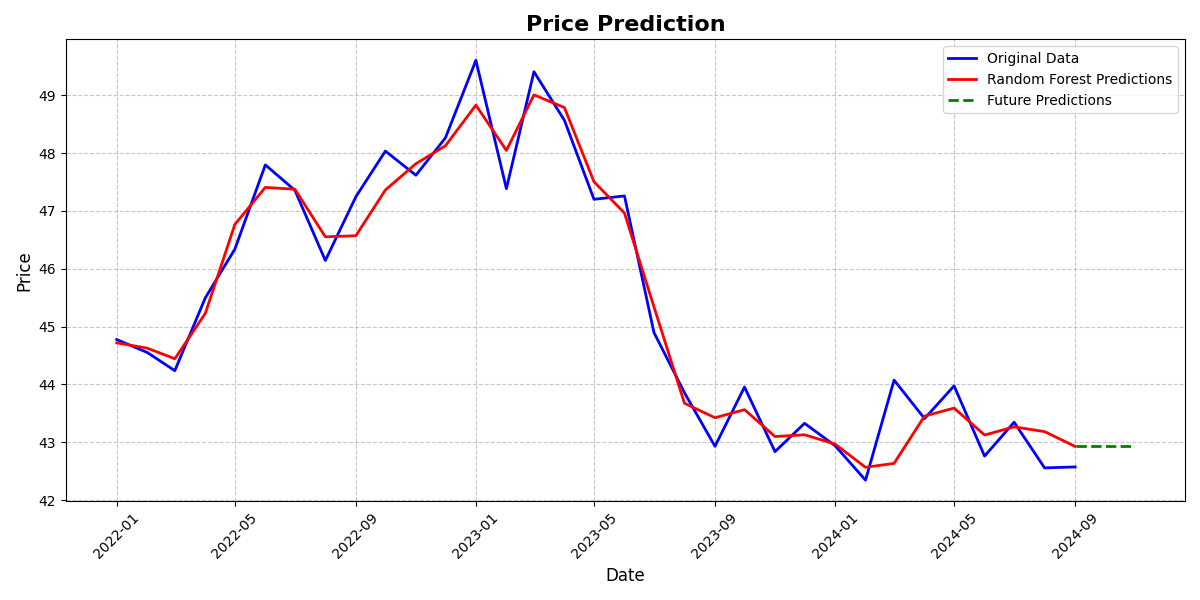 Price Prediction
Original Data
Random Forest Predictions
Future Predictions
Price
49
48
47
46
45
44
43
42
2022-01
2022-05
2022-09
2023-01
2023-05
2023-09
2024-01
2024-05
2024-09
Date